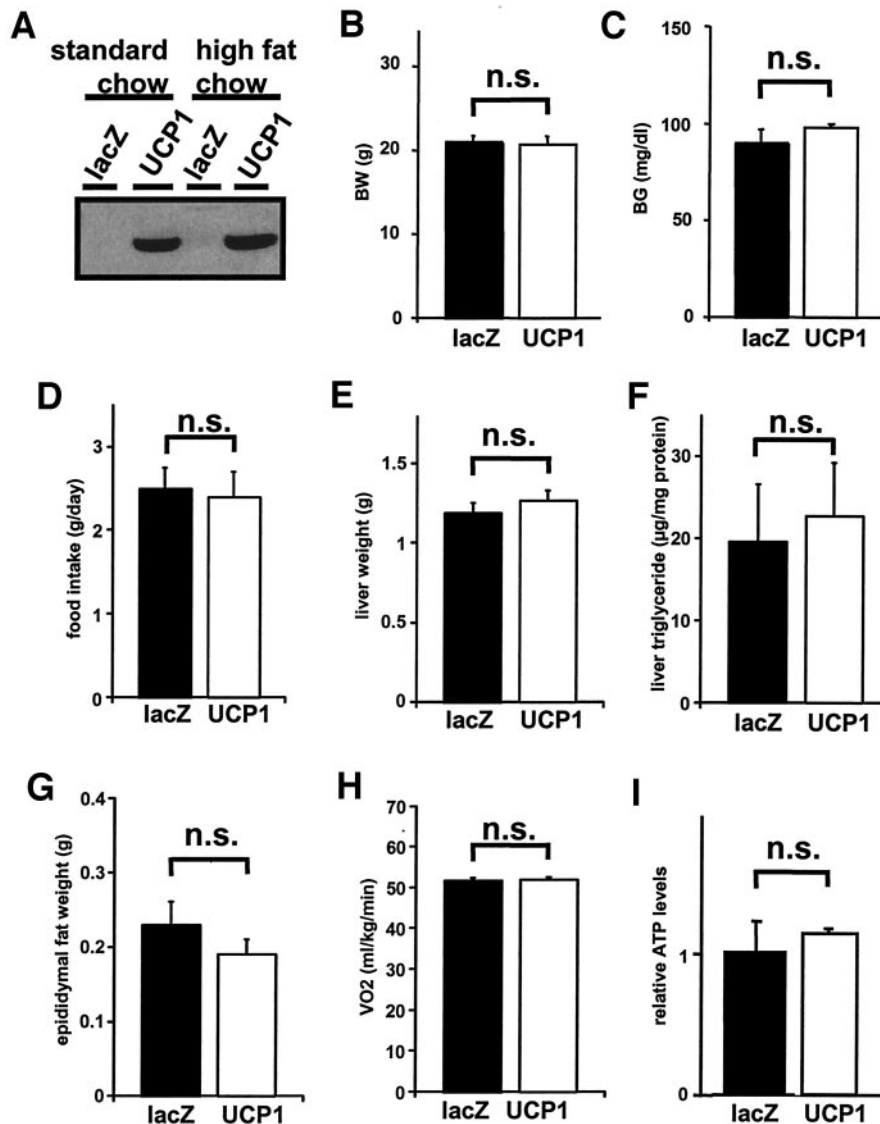 A
standard
high fat
chow
chow
lacZ
UCP1
lacZ
UCP1
B
n.s.
30
20
10
0
BW (g)
lacZ
UCP1
C
n.s.
150
100
50
0
BG (mg/dl)
lacZ
UCP1
D
n.s.
3
2
1
0
food intake (g/day)
lacZ
UCP1
E
n.s.
1.5
1
0.5
0
liver weight (g)
lacZ
UCP1
F
n.s.
30
20
10
0
liver triglyceride (µg/mg protein)
lacZ
UCP1
G
n.s.
0.4
0.3
0.2
0.1
0
epididymal fat weight (g)
lacZ
UCP1
H
n.s.
70
60
50
40
30
20
10
0
VO2 (ml/kg/min)
lacZ
UCP1
I
n.s.
1
1
relative ATP levels
lacZ
UCP1